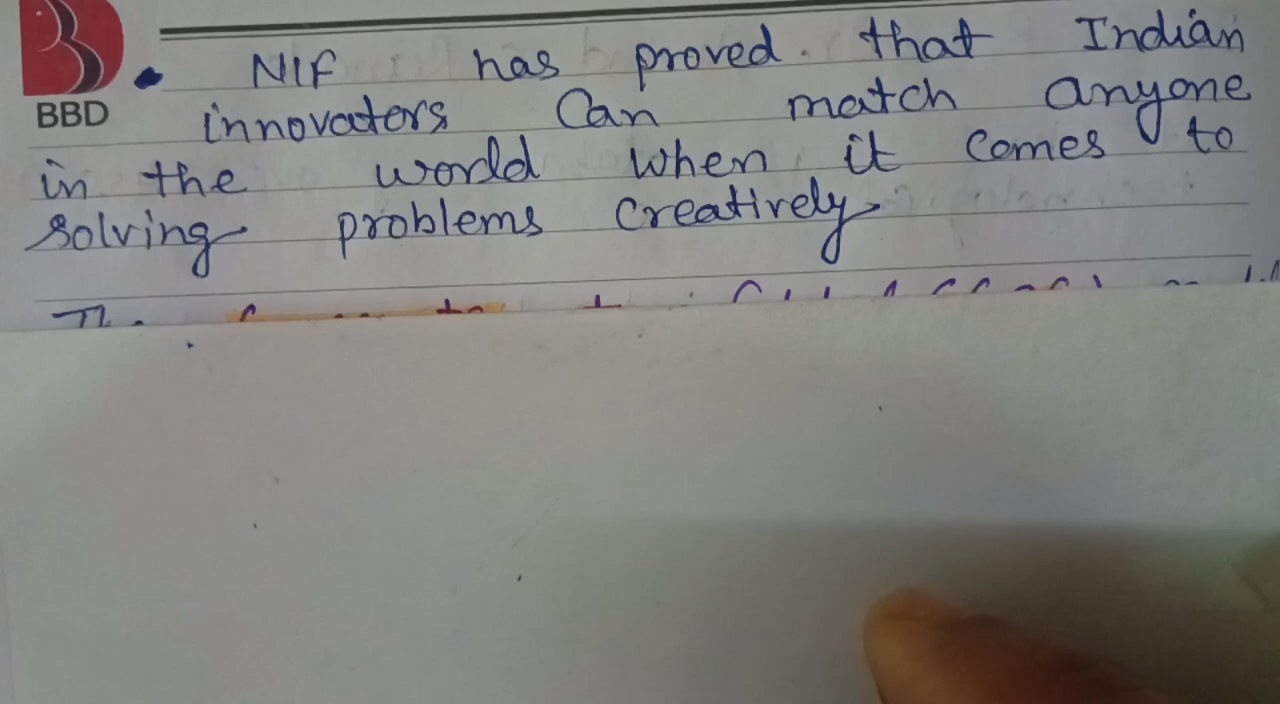 BBD
• NIF has proved that Indian
innovators Can match anyone
in the world when it comes to
solving problems creatively.